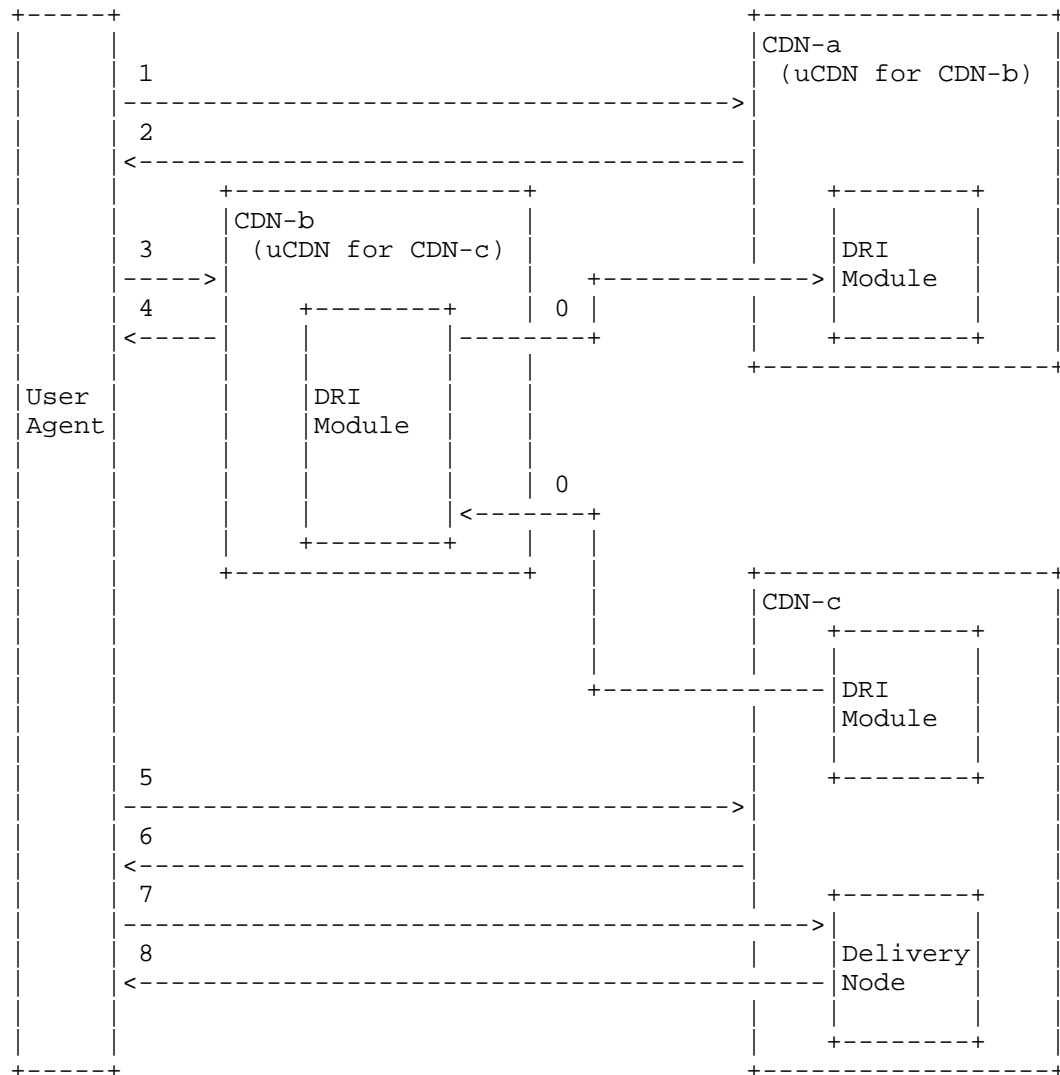 CDN-a
1 (uCDN for CDN-b)
2
CDN-b
3 (uCDN for CDN-c) DRI
Module
4 0
User DRI
Agent Module
0
CDN-c
DRI
Module
5
6
7
8 Delivery
Node